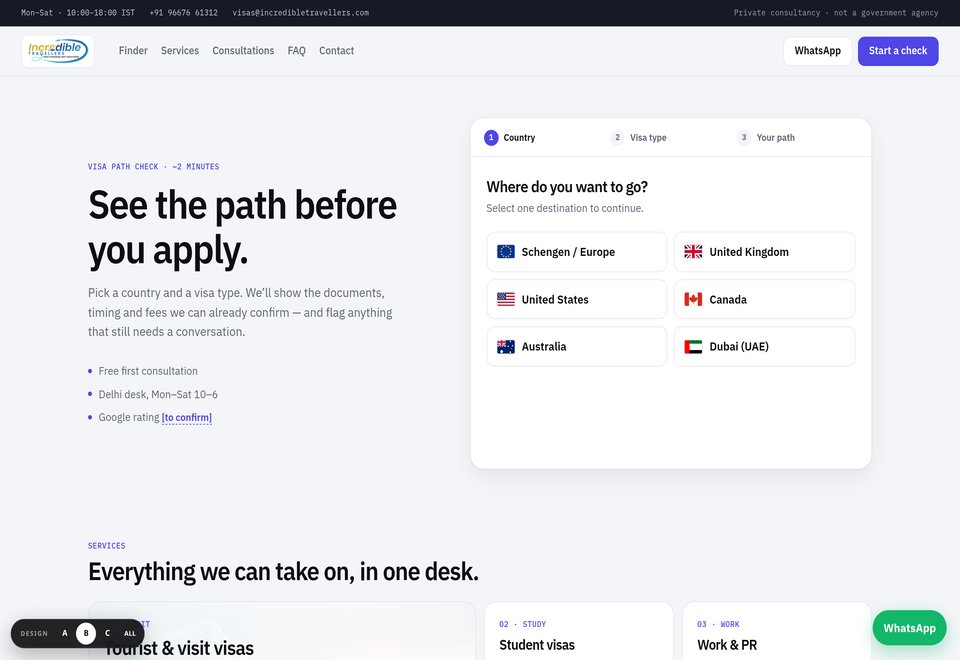 Mon–Sat · 10:00–18:00 IST +91 96676 61312 visas@incredibletravellers.com Private consultancy · not a government agency
Incredible
TRAVELLERS
Finder Services Consultations FAQ Contact WhatsApp Start a check
1 Country 2 Visa type 3 Your path
VISA PATH CHECK · ~2 MINUTES
See the path before
you apply.
Pick a country and a visa type. We’ll show the documents,
timing and fees we can already confirm — and flag anything
that still needs a conversation.
Free first consultation
Delhi desk, Mon–Sat 10–6
Google rating [to confirm]
Where do you want to go?
Select one destination to continue.
Schengen / Europe United Kingdom
United States Canada
Australia Dubai (UAE)
SERVICES
Everything we can take on, in one desk.
IT
Tourist & visit visas
02 · STUDY
Student visas
03 · WORK
Work & PR
DESIGN A B C ALL
WhatsApp